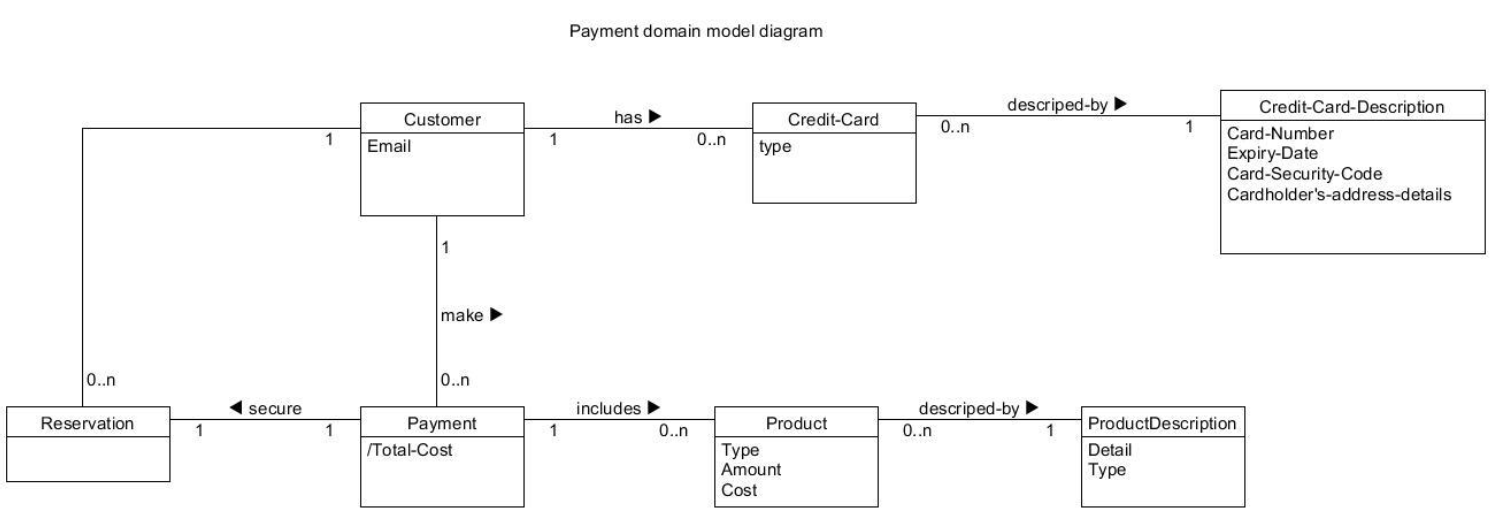 Payment domain model diagram
Customer
Email
1
1
has ▶
0..n
Credit-Card
type
0..n
descriped-by ▶
1
Credit-Card-Description
Card-Number
Expiry-Date
Card-Security-Code
Cardholder's-address-details
1
make ▶
0..n
0..n
Reservation
◀ secure
1
1
Payment
/Total-Cost
includes ▶
1
0..n
Product
Type
Amount
Cost
descriped-by ▶
0..n
1
ProductDescription
Detail
Type